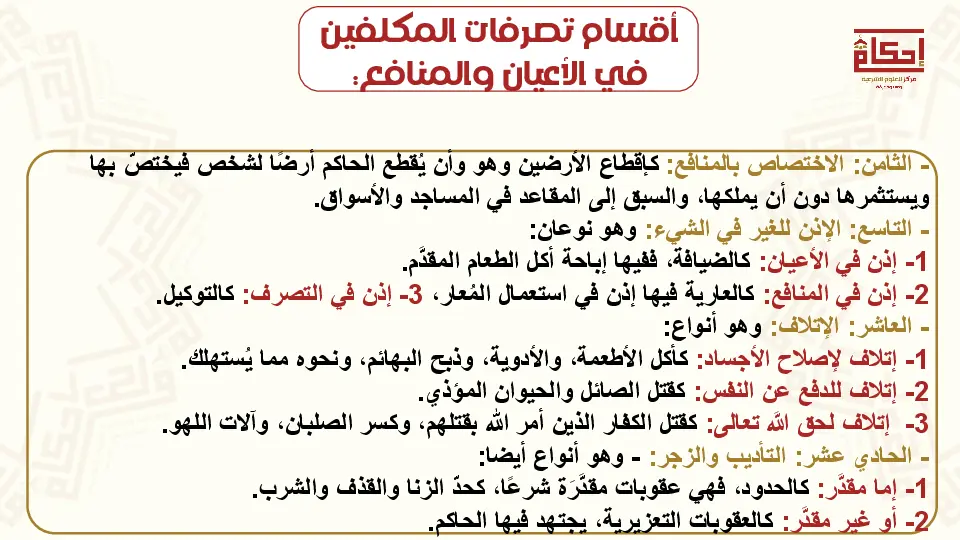 أقسام تصرفات المكلفين
في الأعيان والمنافع:
إحكام
مركز للعلوم الشرعية
- الثامن: الاختصاص بالمنافع: كإقطاع الأرضين وهو وأن يُقطع الحاكم أرضًا لشخص فيختصّ بها
ويستثمرها دون أن يملكها، والسبق إلى المقاعد في المساجد والأسواق.
- التاسع: الإذن للغير في الشيء: وهو نوعان:
1- إذن في الأعيان: كالضيافة، ففيها إباحة أكل الطعام المقدَّم.
2- إذن في المنافع: كالعارية فيها إذن في استعمال المُعار، 3- إذن في التصرف: كالتوكيل.
- العاشر: الإتلاف: وهو أنواع:
1- إتلاف لإصلاح الأجساد: كأكل الأطعمة، والأدوية، وذبح البهائم، ونحوه مما يُستهلك.
2- إتلاف للدفع عن النفس: كقتل الصائل والحيوان المؤذي.
3- إتلاف لحق الله تعالى: كقتل الكفار الذين أمر الله بقتلهم، وكسر الصلبان، وآلات اللهو.
- الحادي عشر: التأديب والزجر: - وهو أنواع أيضا:
1- إما مقدَّر: كالحدود، فهي عقوبات مقدَّرَة شرعًا، كحدّ الزنا والقذف والشرب.
2- أو غير مقدَّر: كالعقوبات التعزيرية، يجتهد فيها الحاكم.